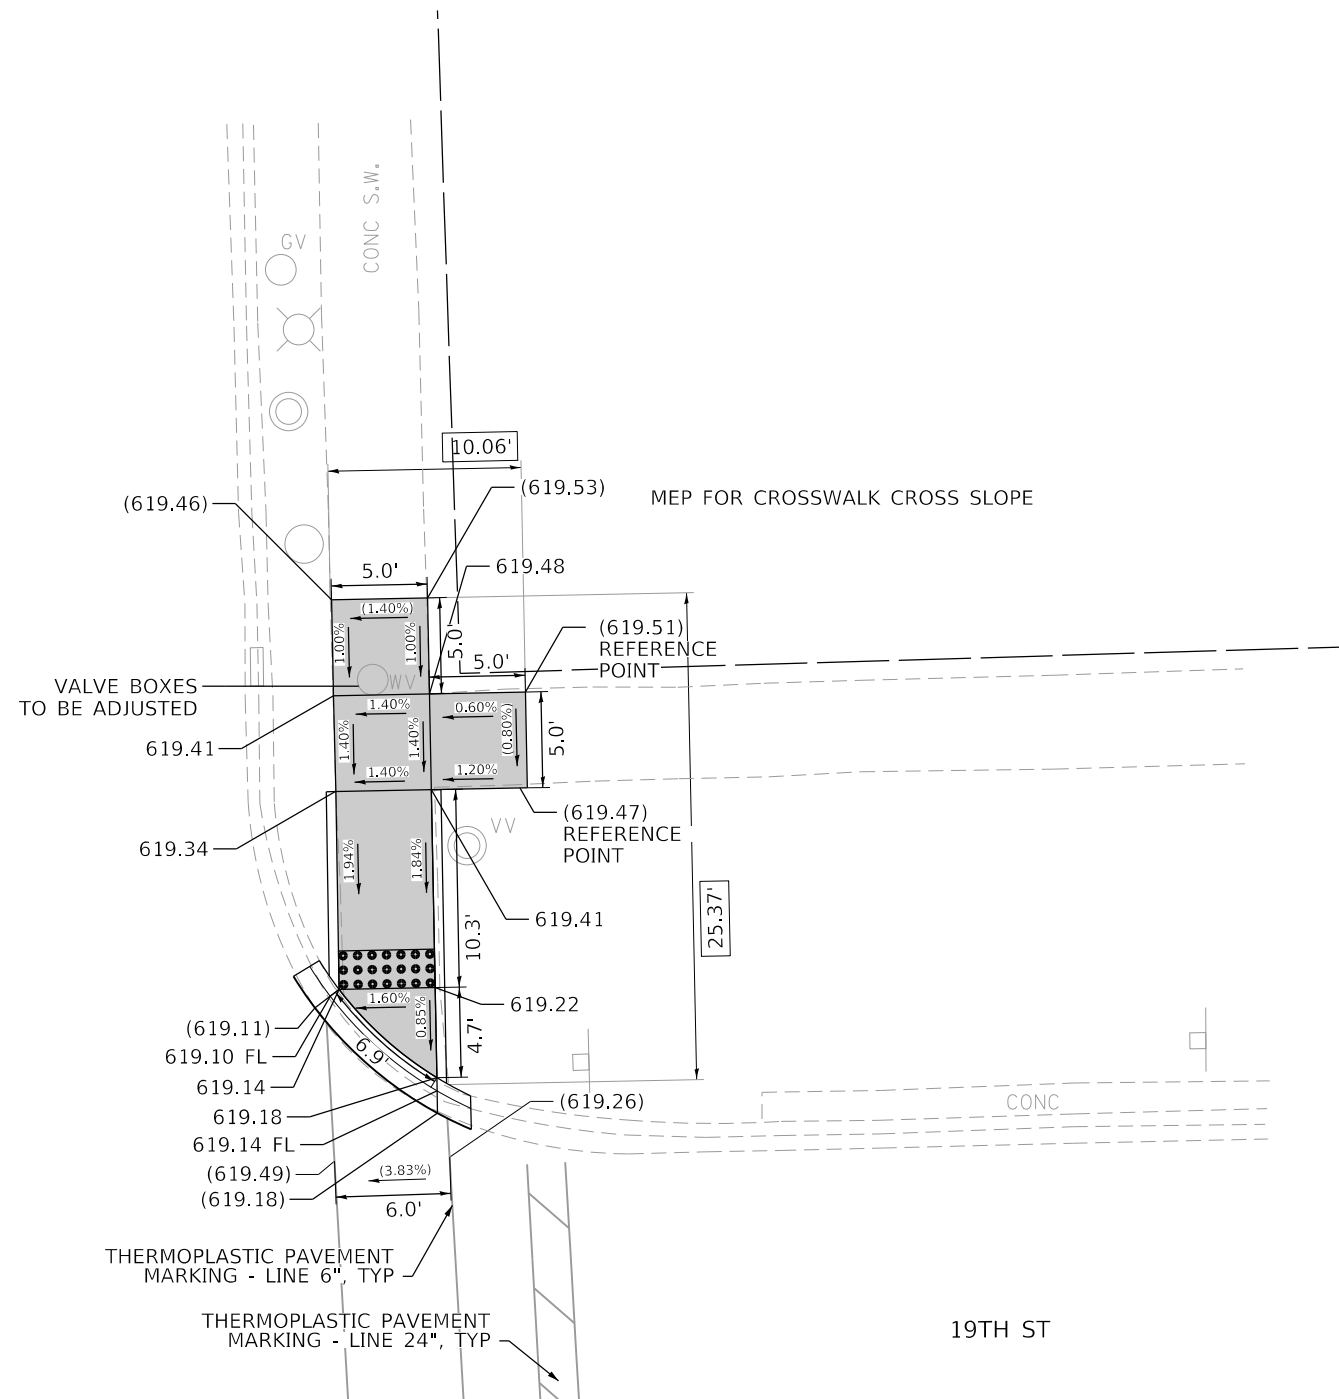 CONC S.W.
GV
10.06'
(619.46)
(619.53)
MEP FOR CROSSWALK CROSS SLOPE
5.0'
619.48
(1.40%)
1.00%
1.00%
5.0'
(619.51)
REFERENCE
POINT
5.0'
VALVE BOXES
TO BE ADJUSTED
WV
1.40%
0.60%
619.41
1.40%
1.40%
(0.80%)
5.0'
1.40%
1.20%
(619.47)
REFERENCE
POINT
VV
619.34
1.94%
1.84%
619.41
10.3'
25.37'
1.60%
0.85%
619.22
(619.11)
619.10 FL
619.14
6.9'
4.7'
619.18
619.14 FL
(619.26)
CONC
(619.49)
(619.18)
(3.83%)
6.0'
THERMOPLASTIC PAVEMENT
MARKING - LINE 6", TYP
THERMOPLASTIC PAVEMENT
MARKING - LINE 24", TYP
19TH ST